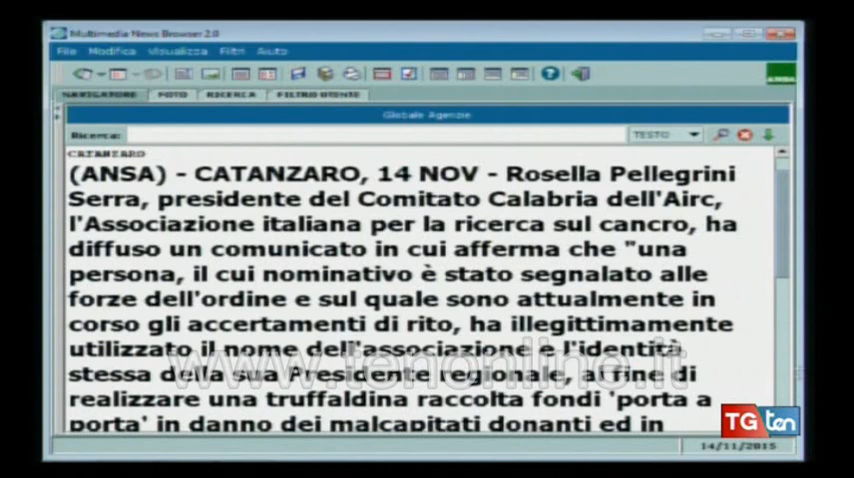 Multimedia News Browser 2.0
File Modifica Visualizza Filtri Aiuto
ANSA
NAVIGATORE FOTO RICERCA FILTRO UTENTE
Globale Agenzie
Ricerca: TESTO
CATANZARO
(ANSA) - CATANZARO, 14 NOV - Rosella Pellegrini
Serra, presidente del Comitato Calabria dell'Airc,
l'Associazione italiana per la ricerca sul cancro, ha
diffuso un comunicato in cui afferma che "una
persona, il cui nominativo è stato segnalato alle
forze dell'ordine e sul quale sono attualmente in
corso gli accertamenti di rito, ha illegittimamente
utilizzato il nome dell'associazione e l'identità
www.tenonline.it
stessa della sua Presidente regionale, affine di
realizzare una truffaldina raccolta fondi 'porta a
porta' in danno dei malcapitati donanti ed in
TG ten
14/11/2015